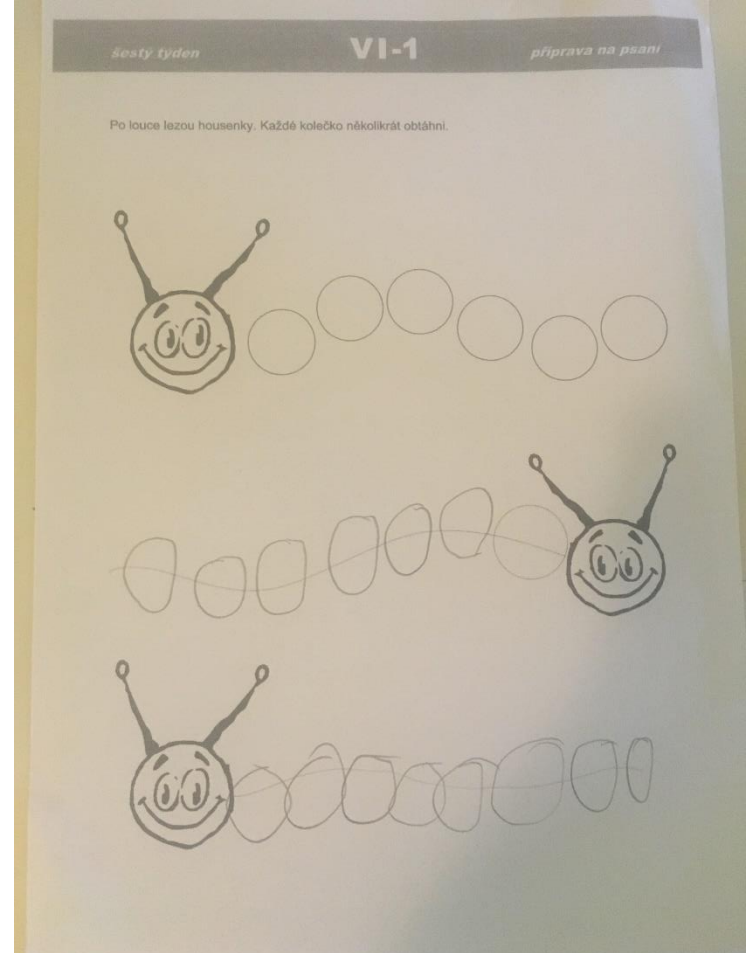 šestý týden VI-1 příprava na psaní
Po louce lezou housenky. Každé kolečko několikrát obtáhni.